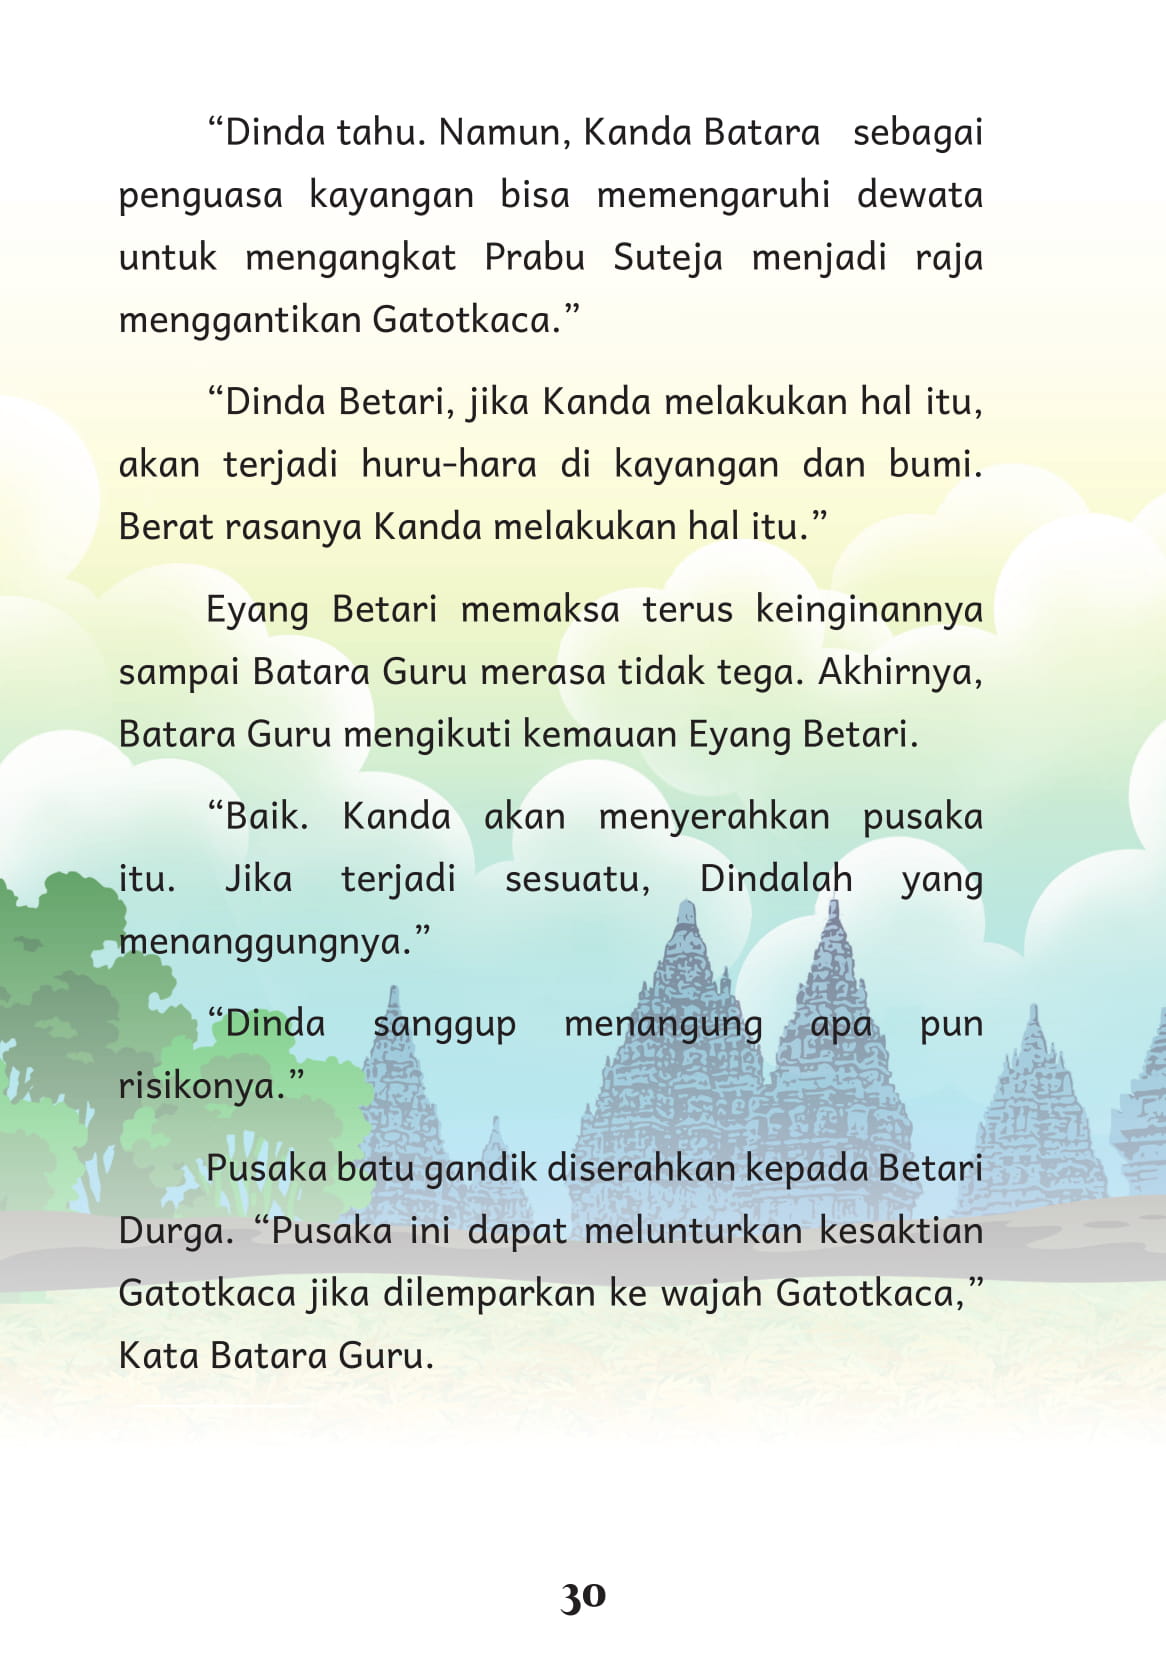 “Dinda tahu. Namun, Kanda Batara sebagai
penguasa kayangan bisa memengaruhi dewata
untuk mengangkat Prabu Suteja menjadi raja
menggantikan Gatotkaca.”
“Dinda Betari, jika Kanda melakukan hal itu,
akan terjadi huru-hara di kayangan dan bumi.
Berat rasanya Kanda melakukan hal itu.”
Eyang Betari memaksa terus keinginannya
sampai Batara Guru merasa tidak tega. Akhirnya,
Batara Guru mengikuti kemauan Eyang Betari.
“Baik. Kanda akan menyerahkan pusaka
itu. Jika terjadi sesuatu, Dindalah yang
menanggungnya.”
“Dinda sanggup menangung apa pun
risikonya.”
Pusaka batu gandik diserahkan kepada Betari
Durga. “Pusaka ini dapat melunturkan kesaktian
Gatotkaca jika dilemparkan ke wajah Gatotkaca,”
Kata Batara Guru.
30